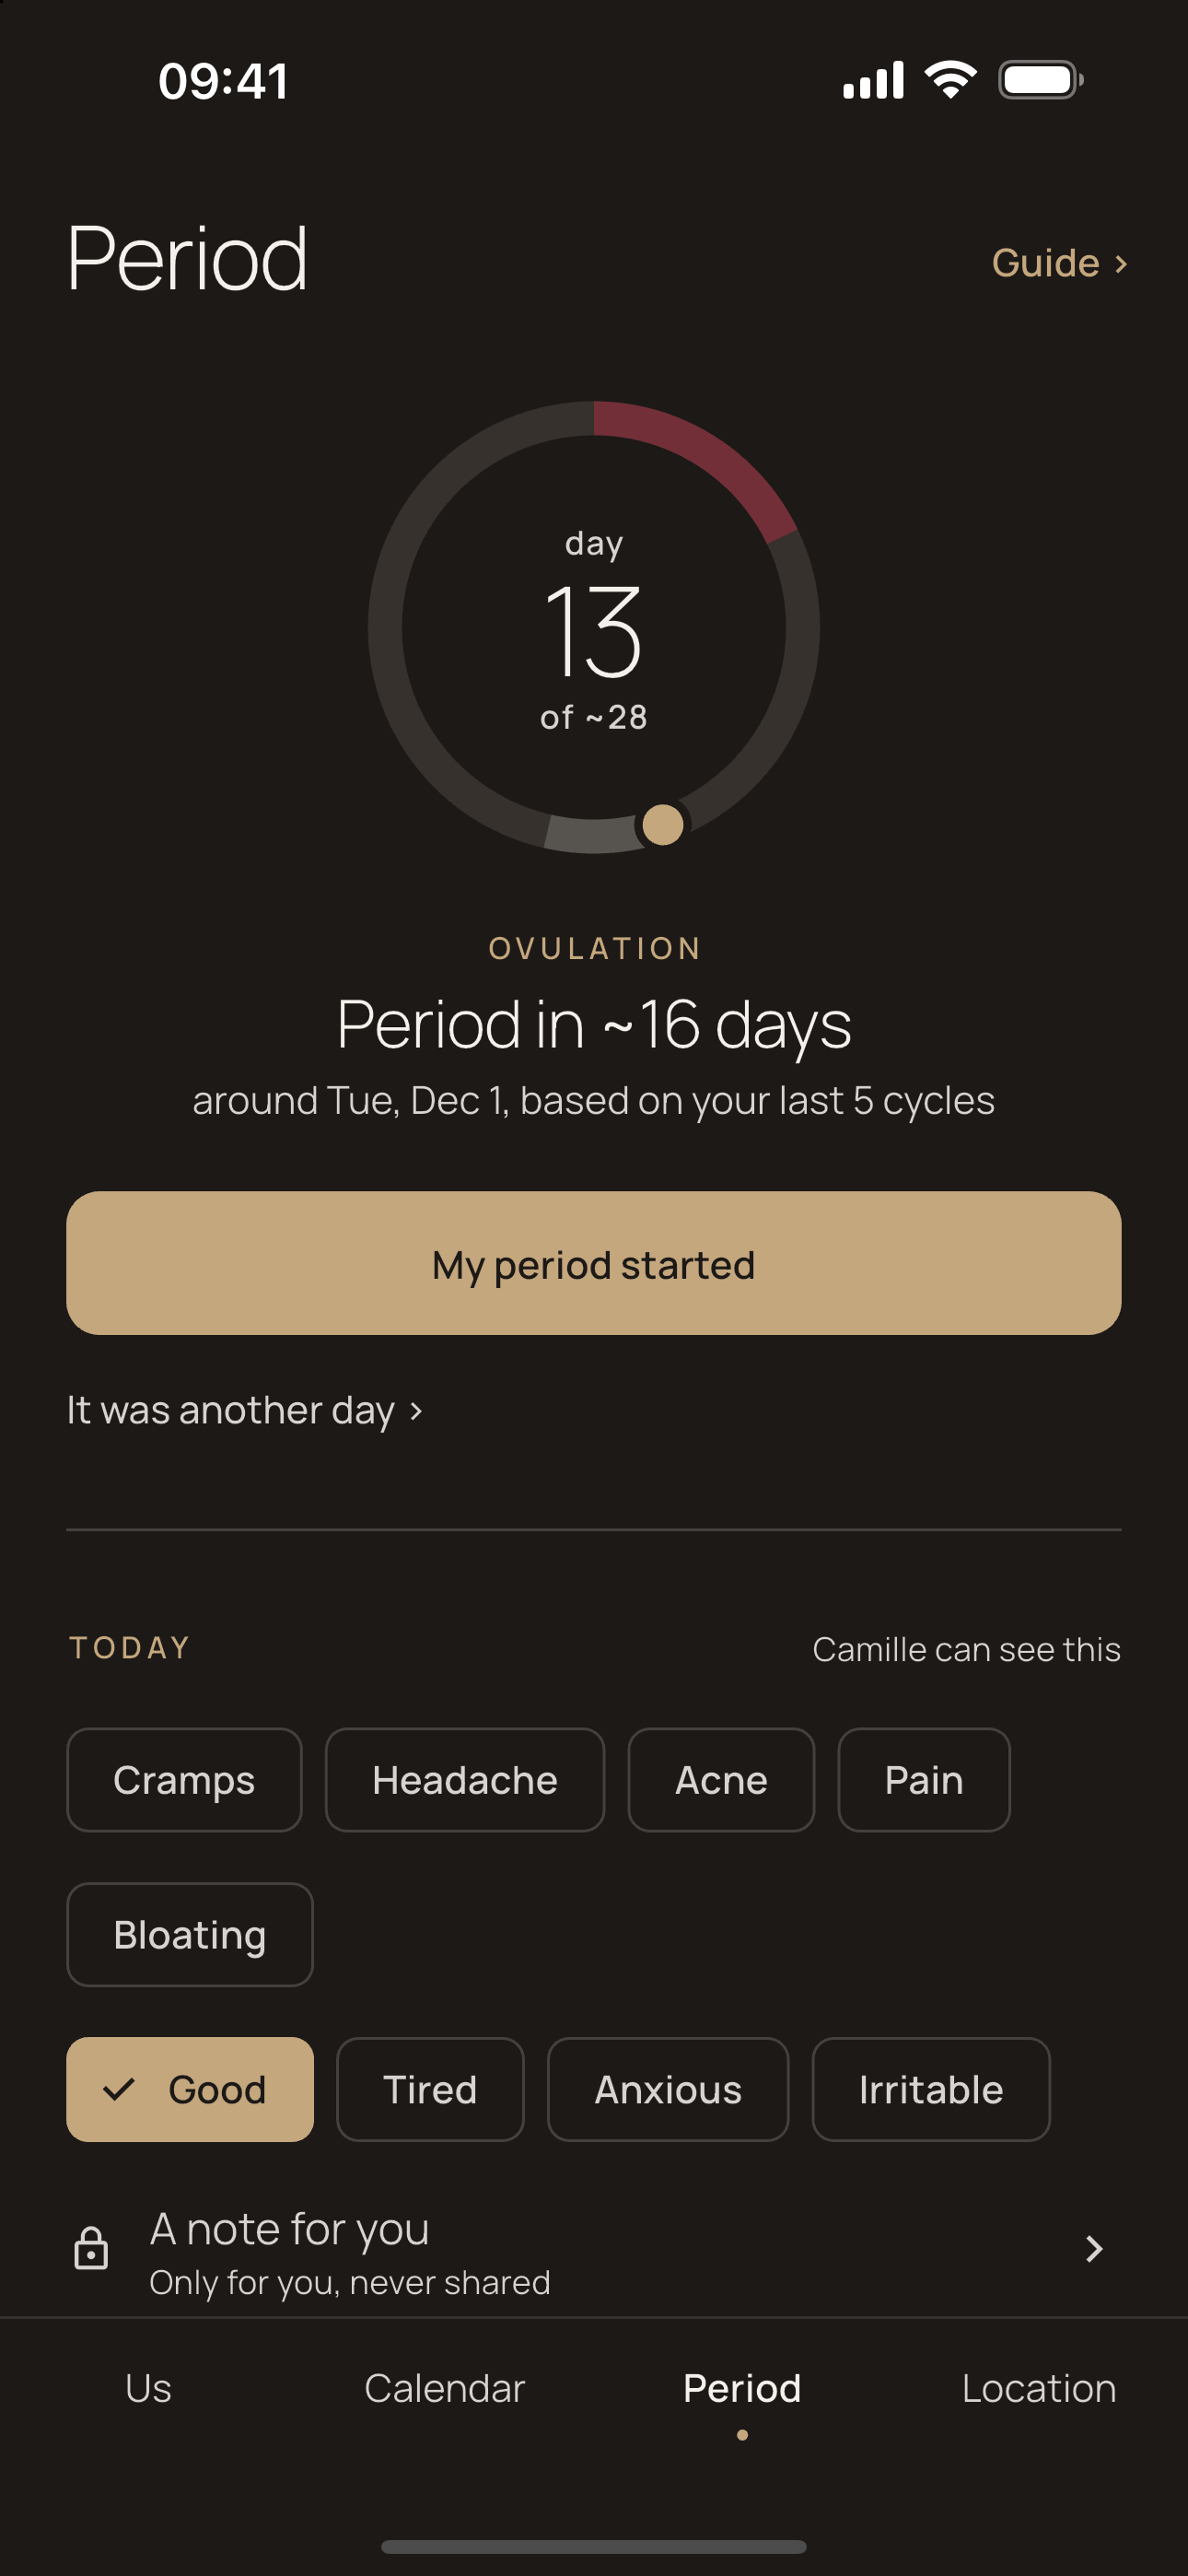 09:41
Period
Guide ›
day
13
of ~28
OVULATION
Period in ~16 days
around Tue, Dec 1, based on your last 5 cycles
My period started
It was another day ›
TODAY
Camille can see this
Cramps Headache Acne Pain
Bloating
Good Tired Anxious Irritable
A note for you
Only for you, never shared
Us Calendar Period Location